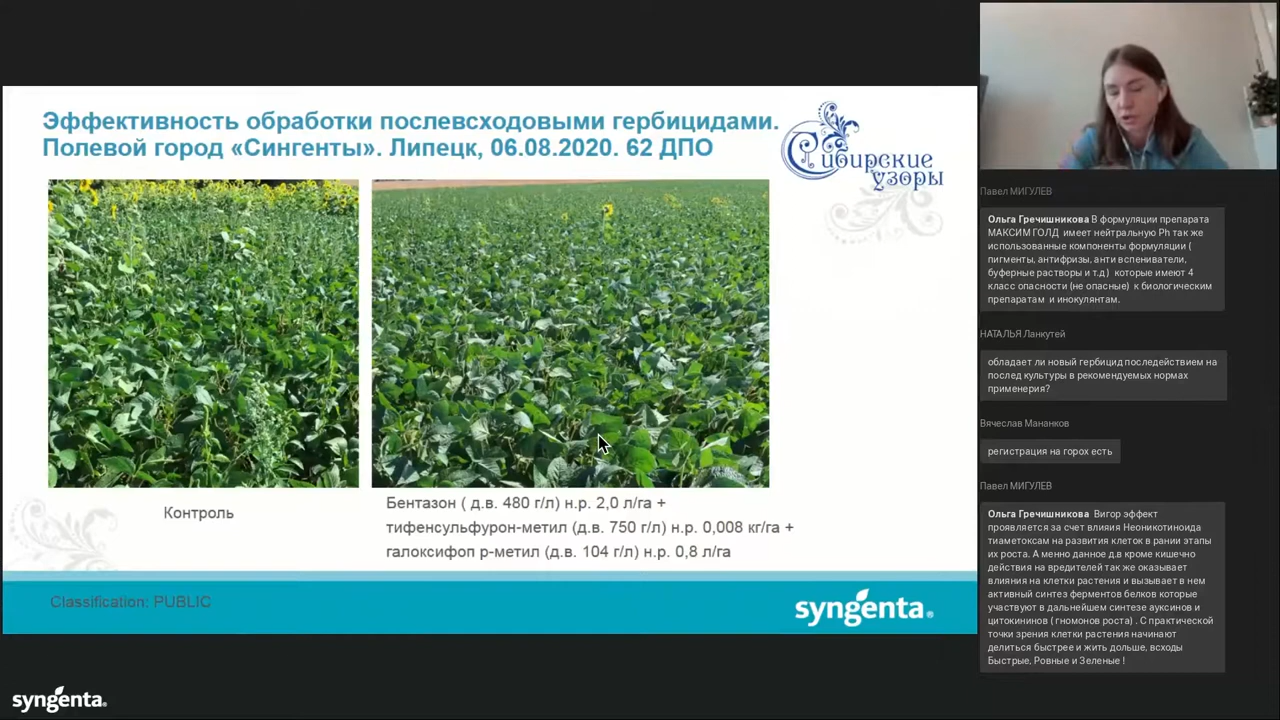 Эффективность обработки послевсходовыми гербицидами.
Полевой город «Сингенты». Липецк, 06.08.2020. 62 ДПО
Сибирские
узоры
Контроль
Бентазон ( д.в. 480 г/л) н.р. 2,0 л/га +
тифенсульфурон-метил (д.в. 750 г/л) н.р. 0,008 кг/га +
галоксифоп р-метил (д.в. 104 г/л) н.р. 0,8 л/га
Classification: PUBLIC
syngenta®
syngenta®
Павел МИГУЛЕВ
Ольга Гречишникова В формуляции препарата
МАКСИМ ГОЛД имеет нейтральную Ph так же
использованные компоненты формуляции (
пигменты, антифризы, анти вспениватели,
буферные растворы и т.д ) которые имеют 4
класс опасности (не опасные) к биологическим
препаратам и инокулянтам.
НАТАЛЬЯ Ланкутей
обладает ли новый гербицид последействием на
послед культуры в рекомендуемых нормах
применерия?
Вячеслав Мананков
регистрация на горох есть
Павел МИГУЛЕВ
Ольга Гречишникова Вигор эффект
проявляется за счет влияия Неоникотиноида
тиаметоксам на развития клеток в рании этапы
их роста. А менно данное д.в кроме кишечно
действия на вредителей так же оказывает
влияния на клетки растения и вызывает в нем
активный синтез ферментов белков которые
участвуют в дальнейшем синтезе ауксинов и
цитокининов ( гномонов роста) . С практической
точки зрения клетки растения начинают
делиться быстрее и жить дольше, всходы
Быстрые, Ровные и Зеленые !